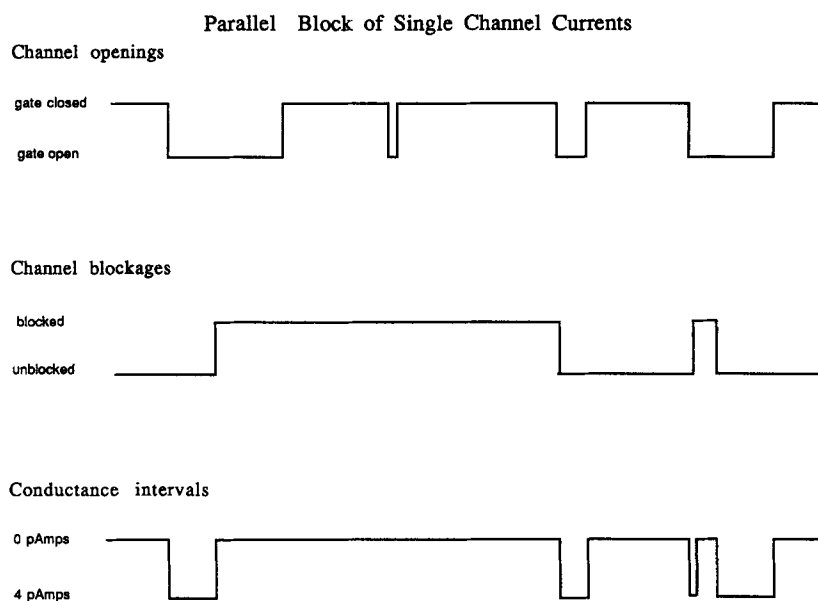 Parallel Block of Single Channel Currents
Channel openings
gate closed
gate open
Channel blockages
blocked
unblocked
Conductance intervals
0 pAmps
4 pAmps